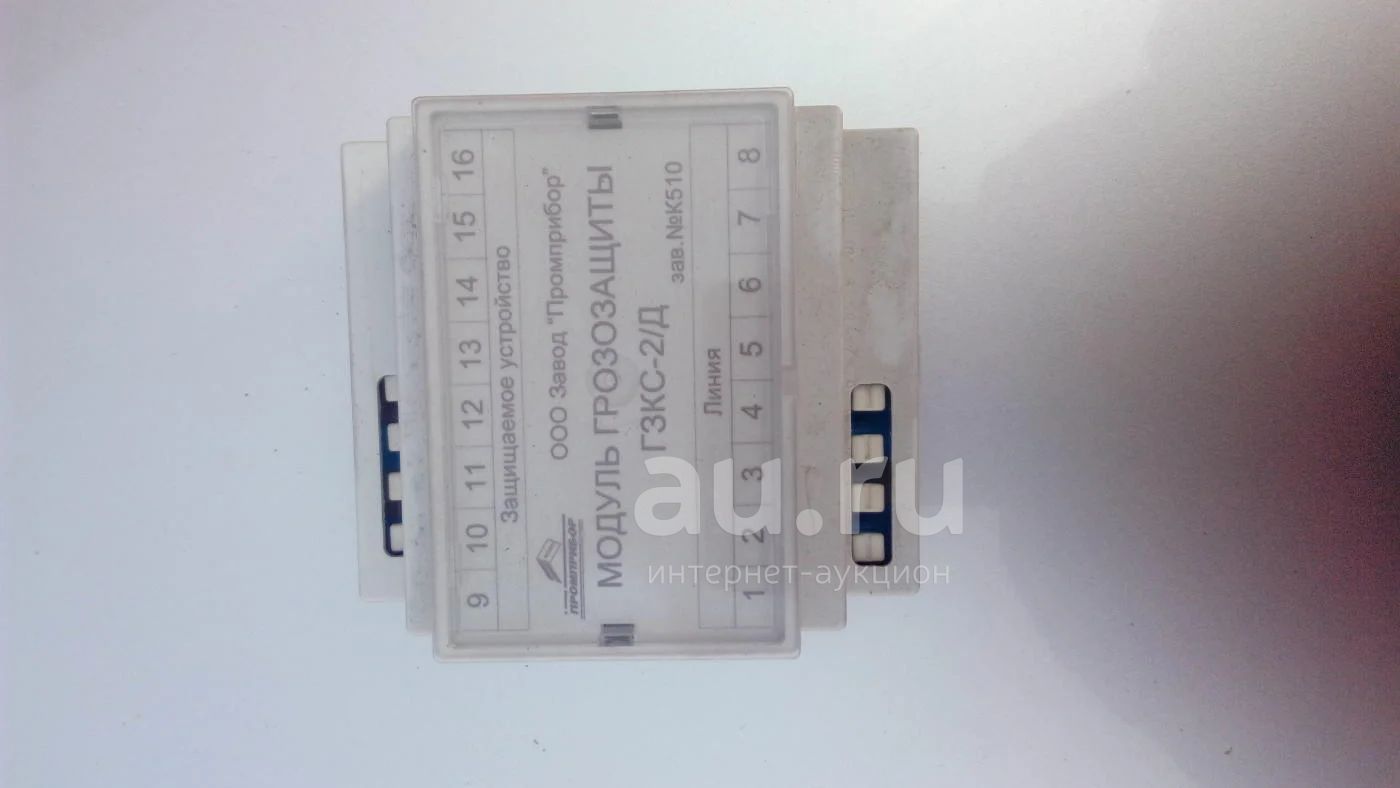 9 10 11 12 13 14 15 16
Защищаемое устройство
ООО Завод "Промприбор"
ПРОМПРИБОР
МОДУЛЬ ГРОЗОЗАЩИТЫ
ГЗКС-2/Д
зав.№К510
Линия
1 2 3 4 5 6 7 8
au.ru
интернет-аукцион